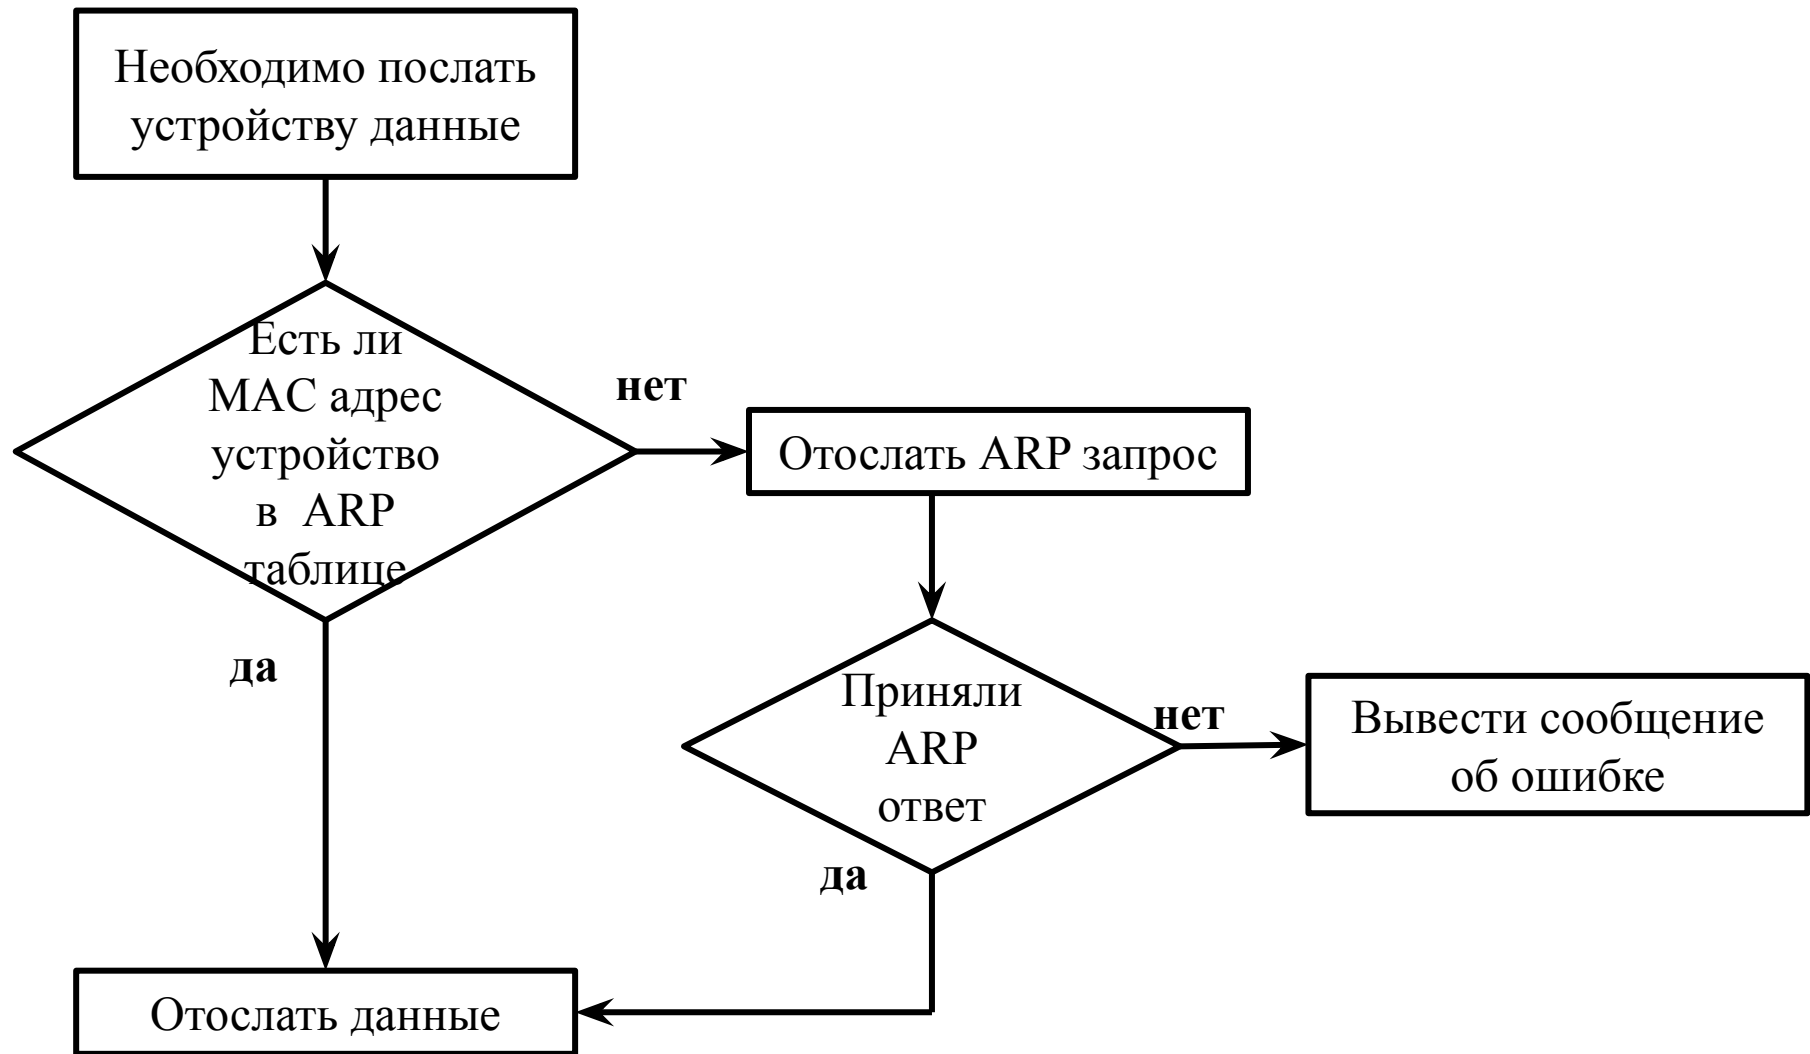 Необходимо послать
устройству данные
Есть ли
МАС адрес
устройство
в ARP
таблице
нет
Отослать ARP запрос
да
Приняли
ARP
ответ
нет
Вывести сообщение
об ошибке
да
Отослать данные